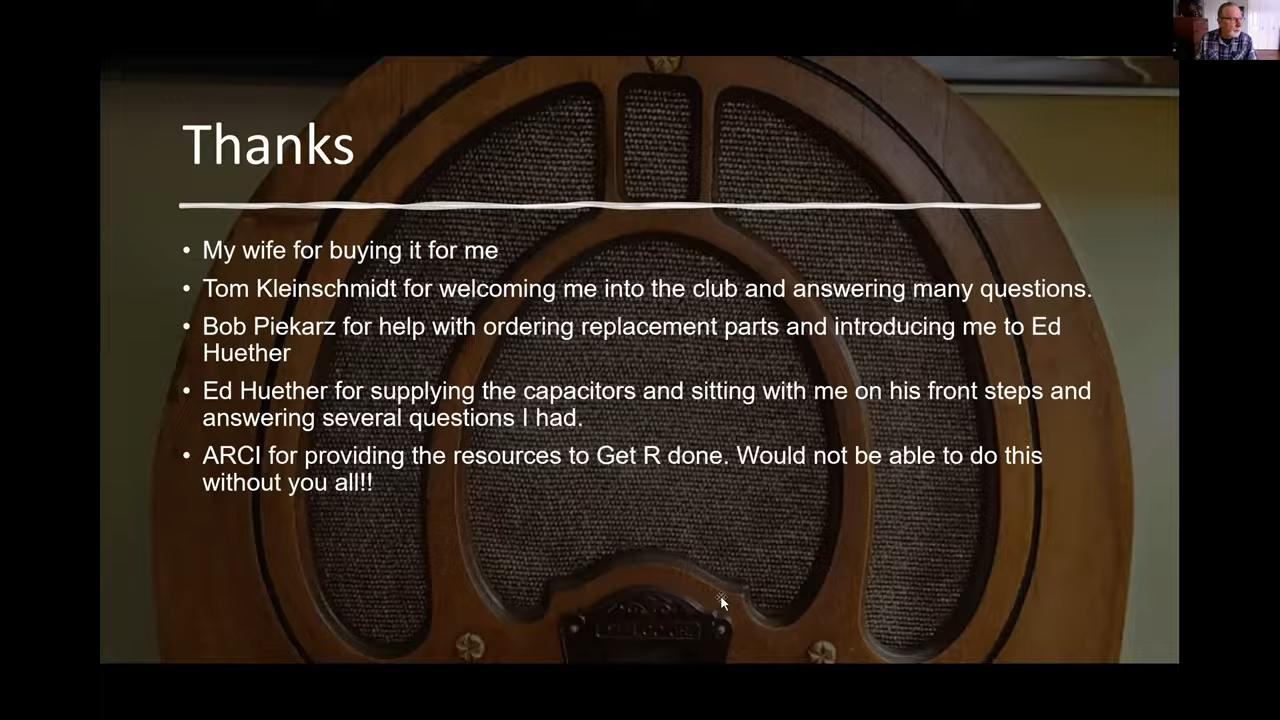 Thanks
• My wife for buying it for me
• Tom Kleinschmidt for welcoming me into the club and answering many questions.
• Bob Piekarz for help with ordering replacement parts and introducing me to Ed
Huether
• Ed Huether for supplying the capacitors and sitting with me on his front steps and
answering several questions I had.
• ARCI for providing the resources to Get R done. Would not be able to do this
without you all!!